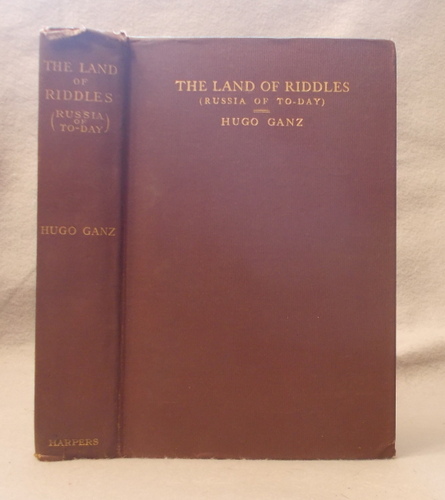 THE LAND
OF
RIDDLES
(RUSSIA
OF
TO-DAY)
HUGO GANZ
HARPERS
THE LAND OF RIDDLES
(RUSSIA OF TO-DAY)
HUGO GANZ